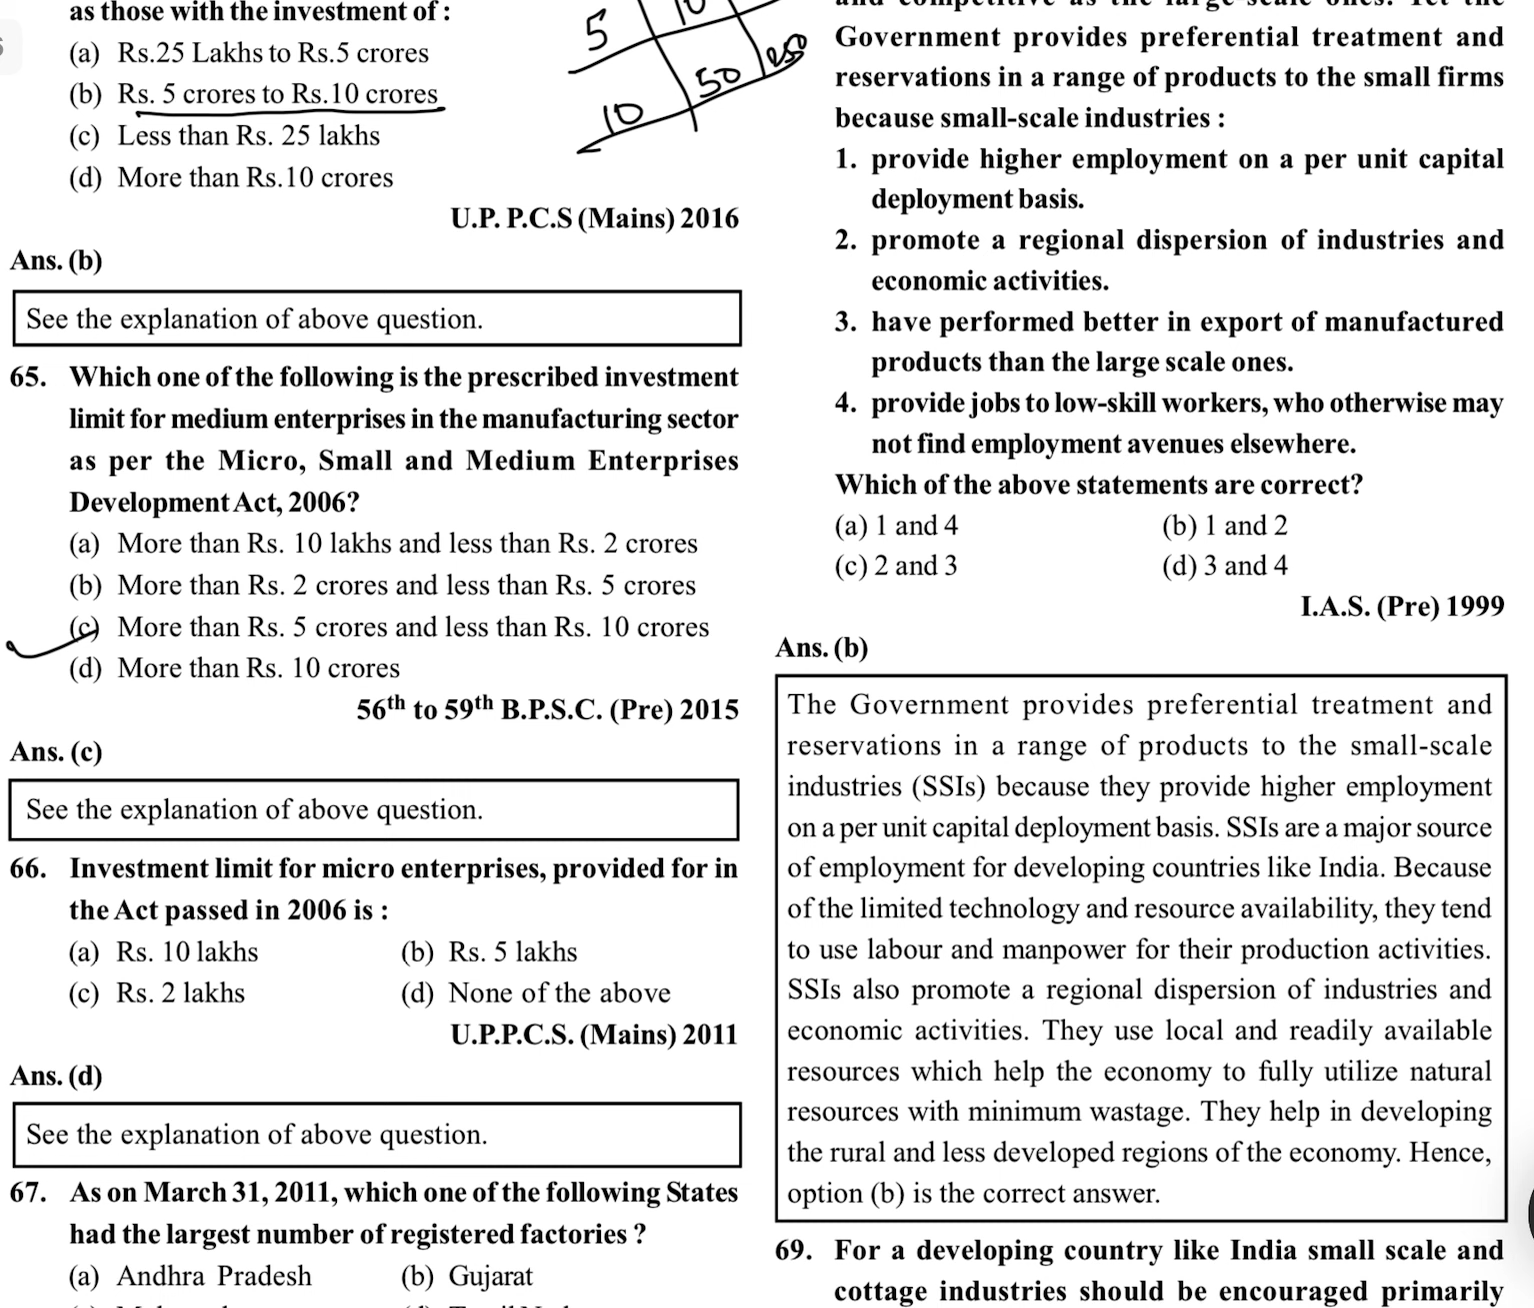 as those with the investment of :
(a) Rs.25 Lakhs to Rs.5 crores
(b) Rs. 5 crores to Rs.10 crores
(c) Less than Rs. 25 lakhs
(d) More than Rs.10 crores
U.P. P.C.S (Mains) 2016
Ans. (b)
See the explanation of above question.
65. Which one of the following is the prescribed investment
limit for medium enterprises in the manufacturing sector
as per the Micro, Small and Medium Enterprises
Development Act, 2006?
(a) More than Rs. 10 lakhs and less than Rs. 2 crores
(b) More than Rs. 2 crores and less than Rs. 5 crores
(c) More than Rs. 5 crores and less than Rs. 10 crores
(d) More than Rs. 10 crores
56th to 59th B.P.S.C. (Pre) 2015
Ans. (c)
See the explanation of above question.
66. Investment limit for micro enterprises, provided for in
the Act passed in 2006 is :
(a) Rs. 10 lakhs (b) Rs. 5 lakhs
(c) Rs. 2 lakhs (d) None of the above
U.P.P.C.S. (Mains) 2011
Ans. (d)
See the explanation of above question.
67. As on March 31, 2011, which one of the following States
had the largest number of registered factories ?
(a) Andhra Pradesh (b) Gujarat
5 10
10 50 250
Government provides preferential treatment and
reservations in a range of products to the small firms
because small-scale industries :
1. provide higher employment on a per unit capital
deployment basis.
2. promote a regional dispersion of industries and
economic activities.
3. have performed better in export of manufactured
products than the large scale ones.
4. provide jobs to low-skill workers, who otherwise may
not find employment avenues elsewhere.
Which of the above statements are correct?
(a) 1 and 4 (b) 1 and 2
(c) 2 and 3 (d) 3 and 4
I.A.S. (Pre) 1999
Ans. (b)
The Government provides preferential treatment and
reservations in a range of products to the small-scale
industries (SSIs) because they provide higher employment
on a per unit capital deployment basis. SSIs are a major source
of employment for developing countries like India. Because
of the limited technology and resource availability, they tend
to use labour and manpower for their production activities.
SSIs also promote a regional dispersion of industries and
economic activities. They use local and readily available
resources which help the economy to fully utilize natural
resources with minimum wastage. They help in developing
the rural and less developed regions of the economy. Hence,
option (b) is the correct answer.
69. For a developing country like India small scale and
cottage industries should be encouraged primarily